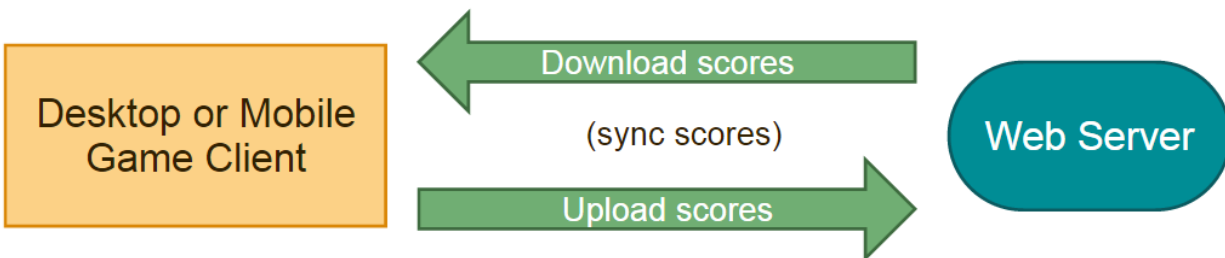 Desktop or Mobile
Game Client
Download scores
(sync scores)
Upload scores
Web Server